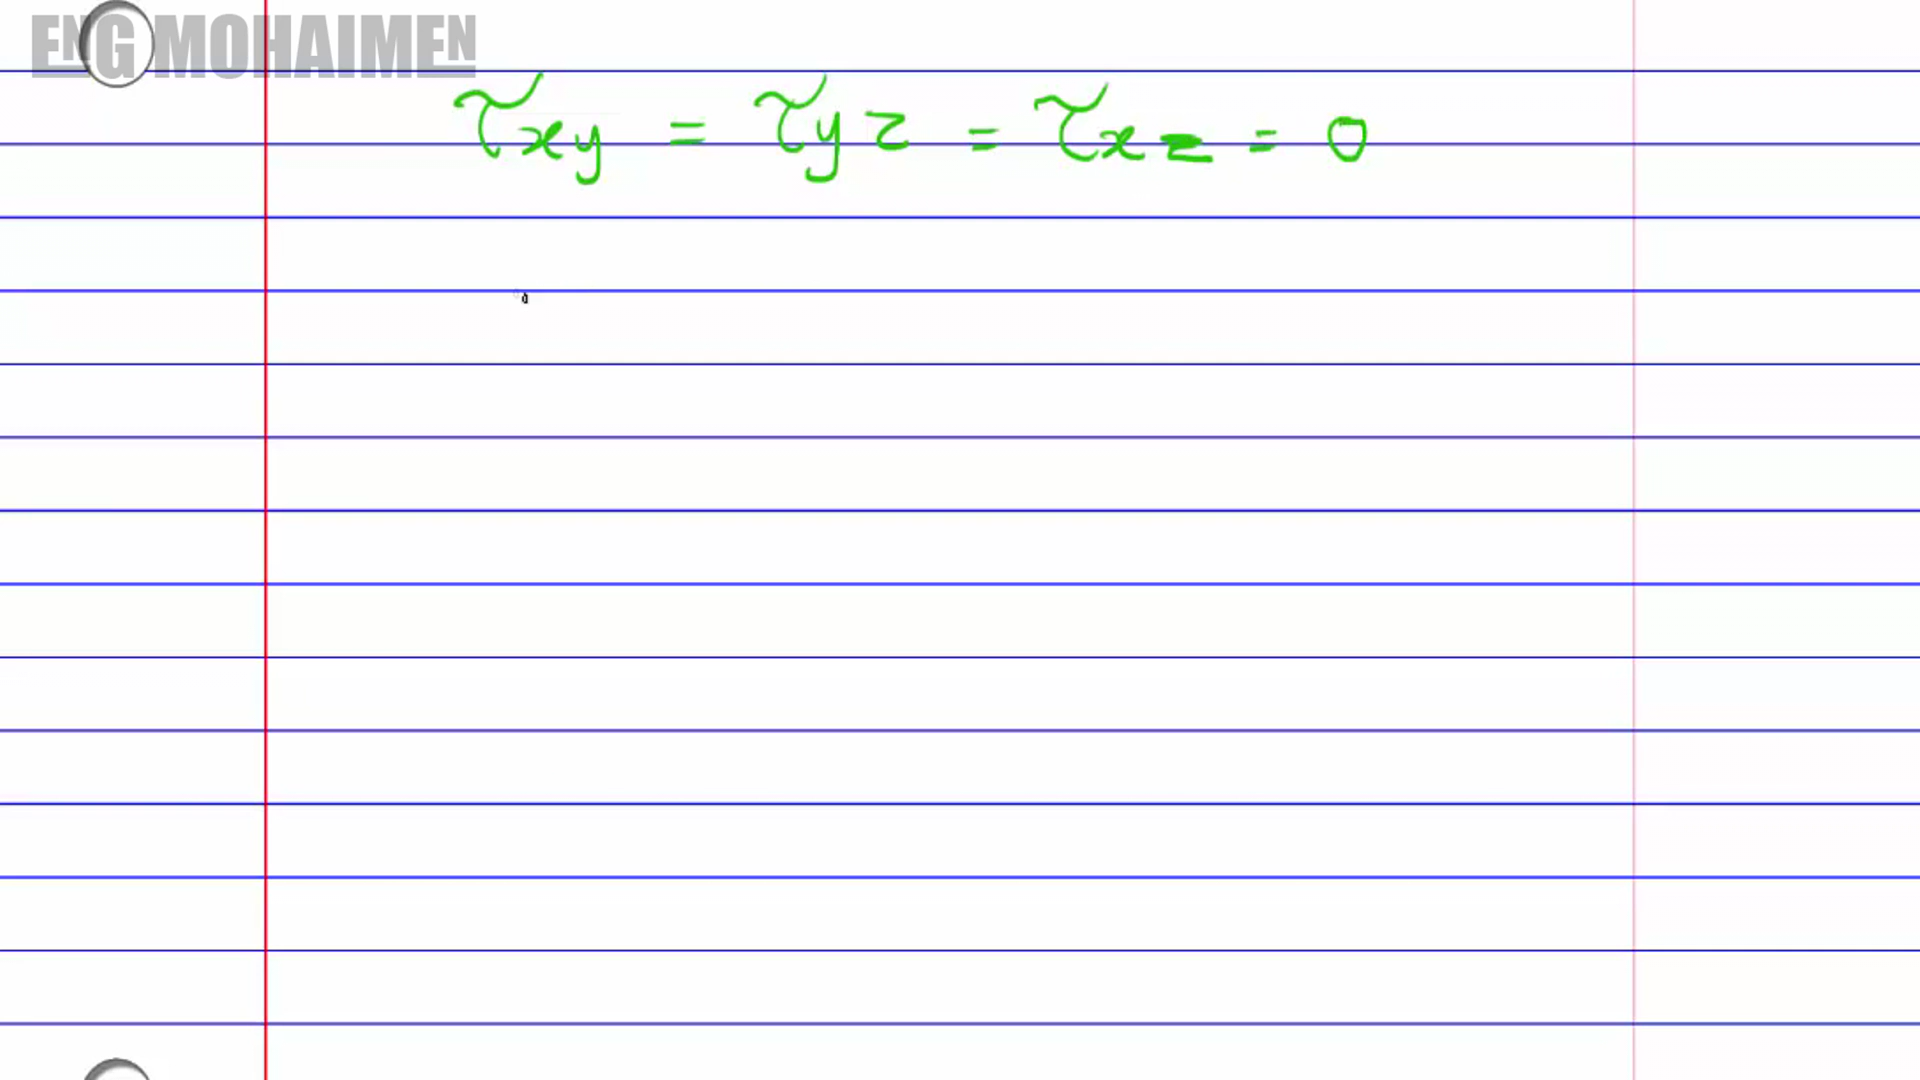 ENG MOHAIMEN
τxy = τyz = τxz = 0